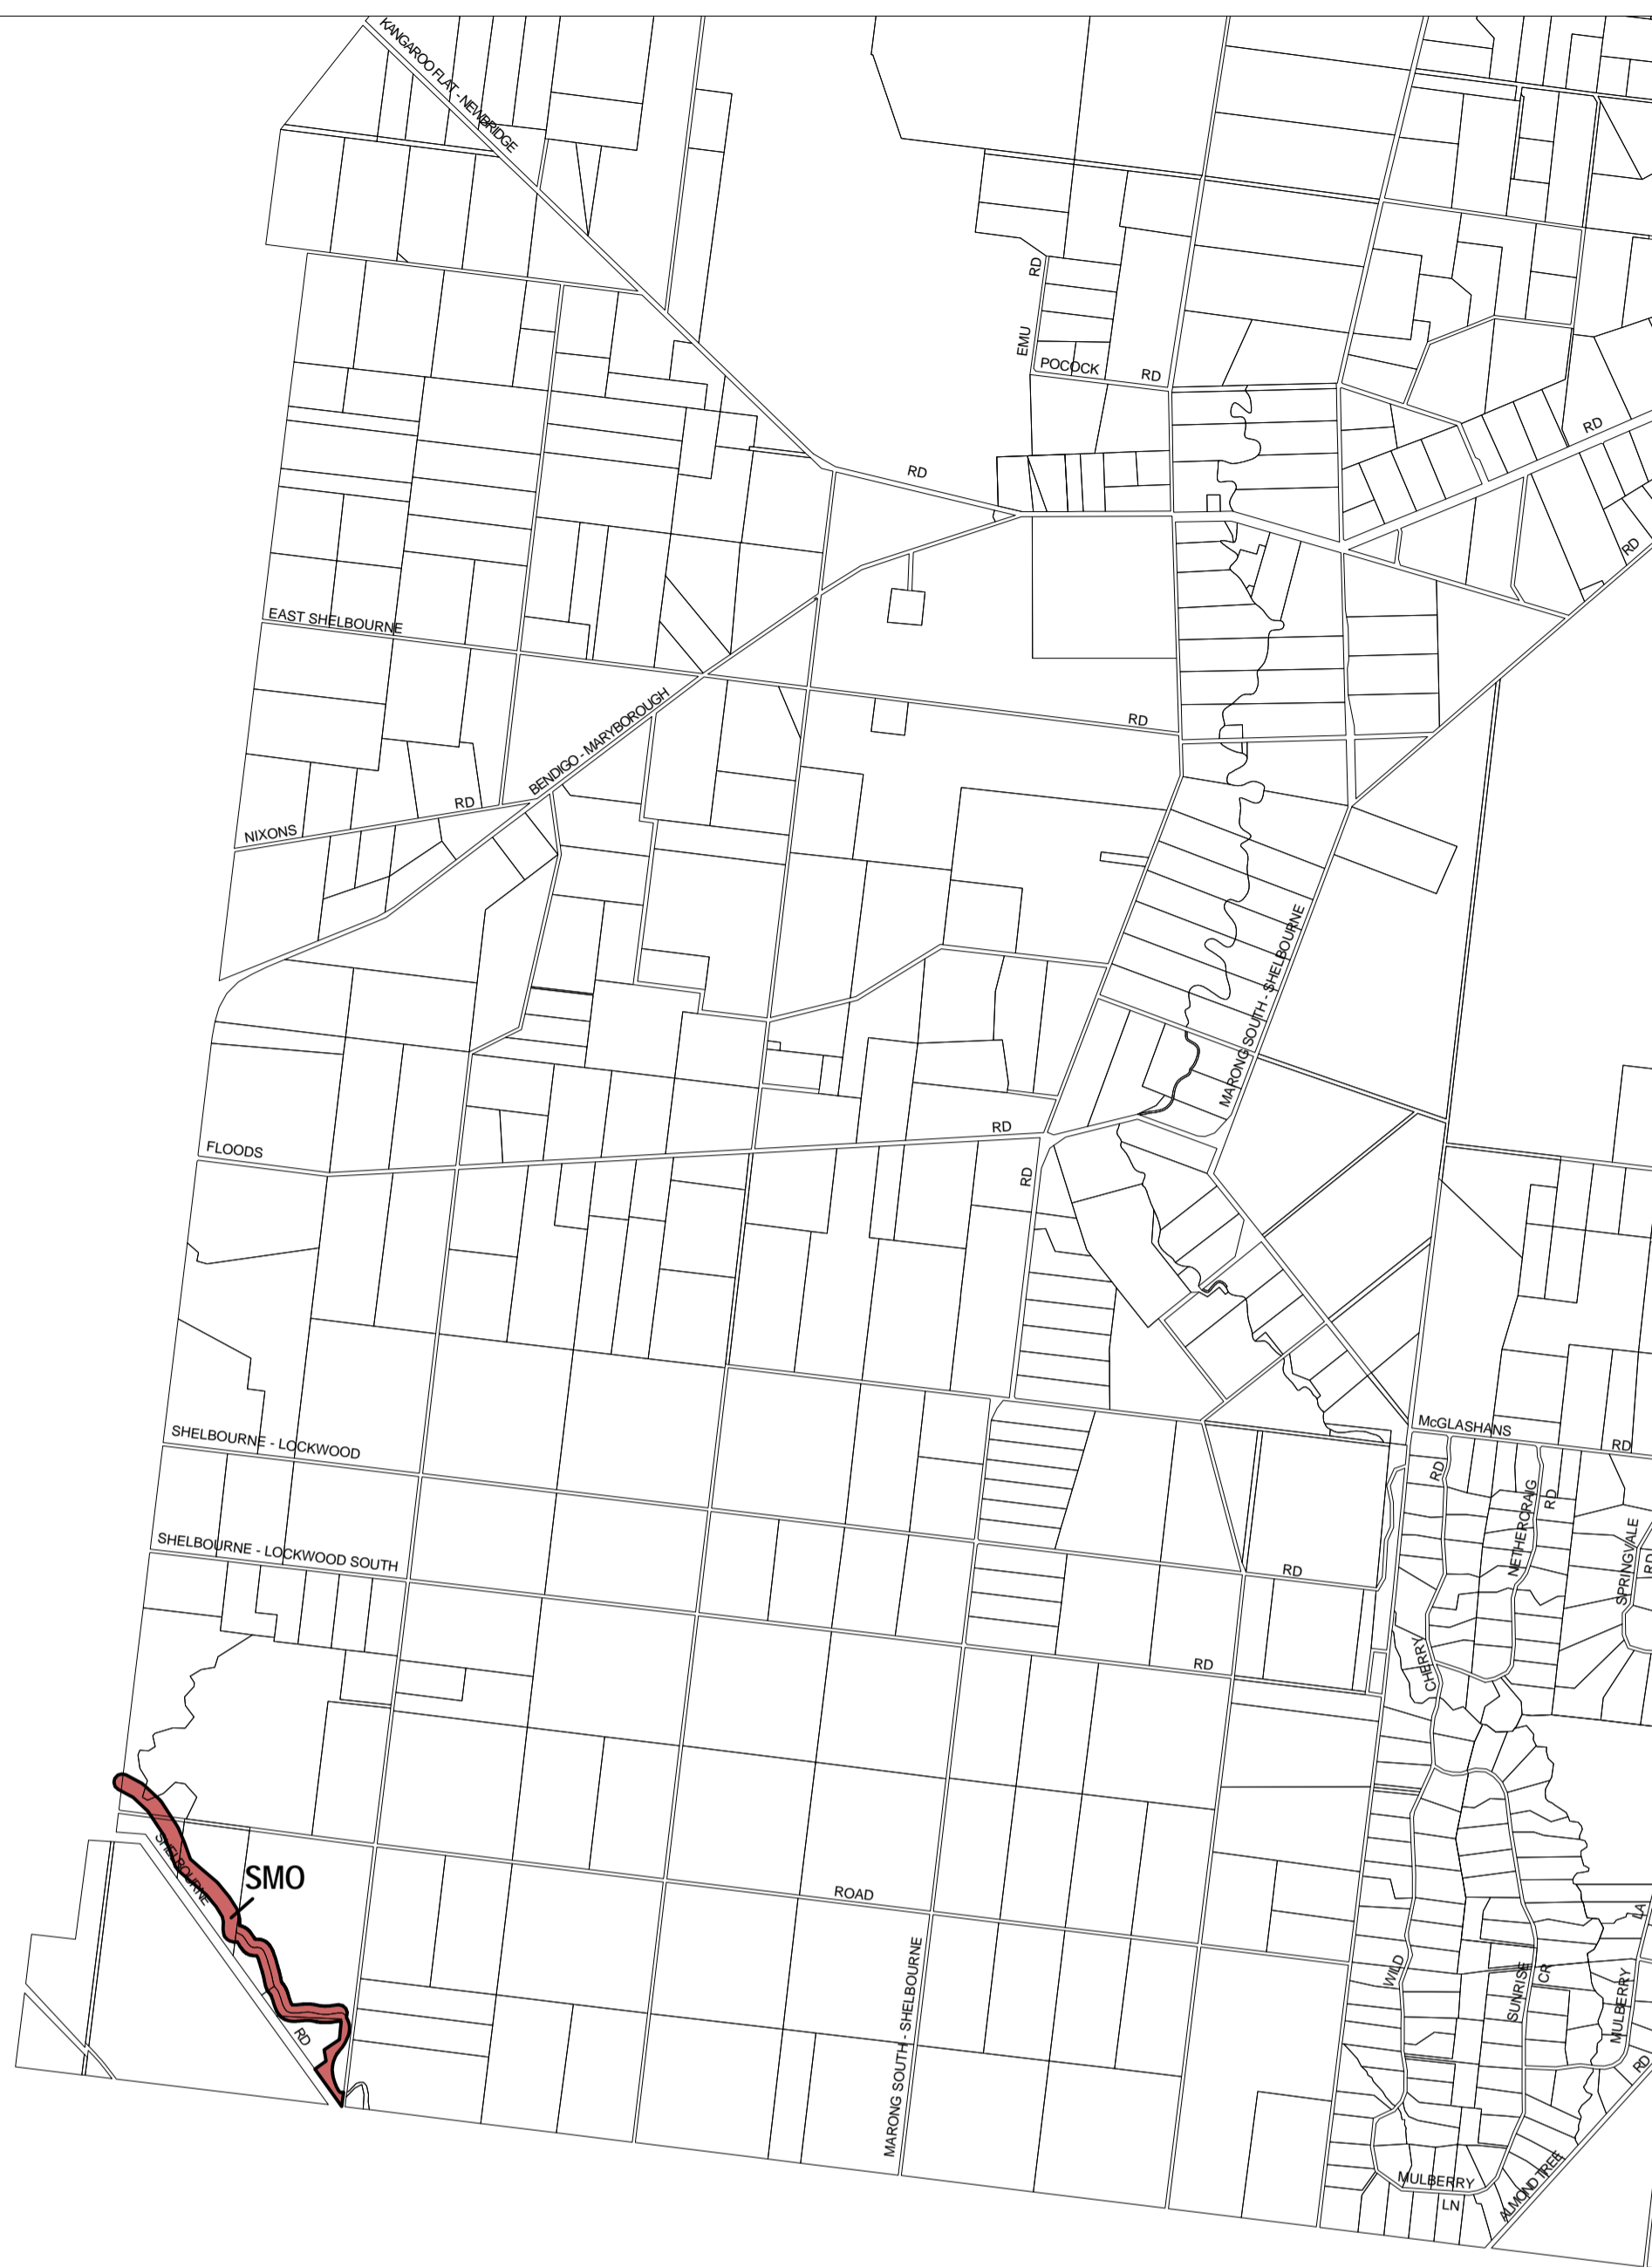 KANGAROO FLAT - NEWBRIDGE
RD
EMU
POCOCK
RD
RD
RD
RD
EAST SHELBOURNE
RD
BENDIGO - MARYBOROUGH
RD
NIXONS
MARONG SOUTH - SHELBOURNE
RD
FLOODS
RD
McGLASHANS
RD
SHELBOURNE - LOCKWOOD
RD
NETHERCRAIG
RD
SPRINGVALE
RD
SHELBOURNE - LOCKWOOD SOUTH
RD
RD
CHERRY
SHELBOURNE
SMO
ROAD
LA
MARONG SOUTH - SHELBOURNE
WILD
SUNRISE
CR
MULBERRY
RD
RD
MULBERRY
LN
ALMOND TREE